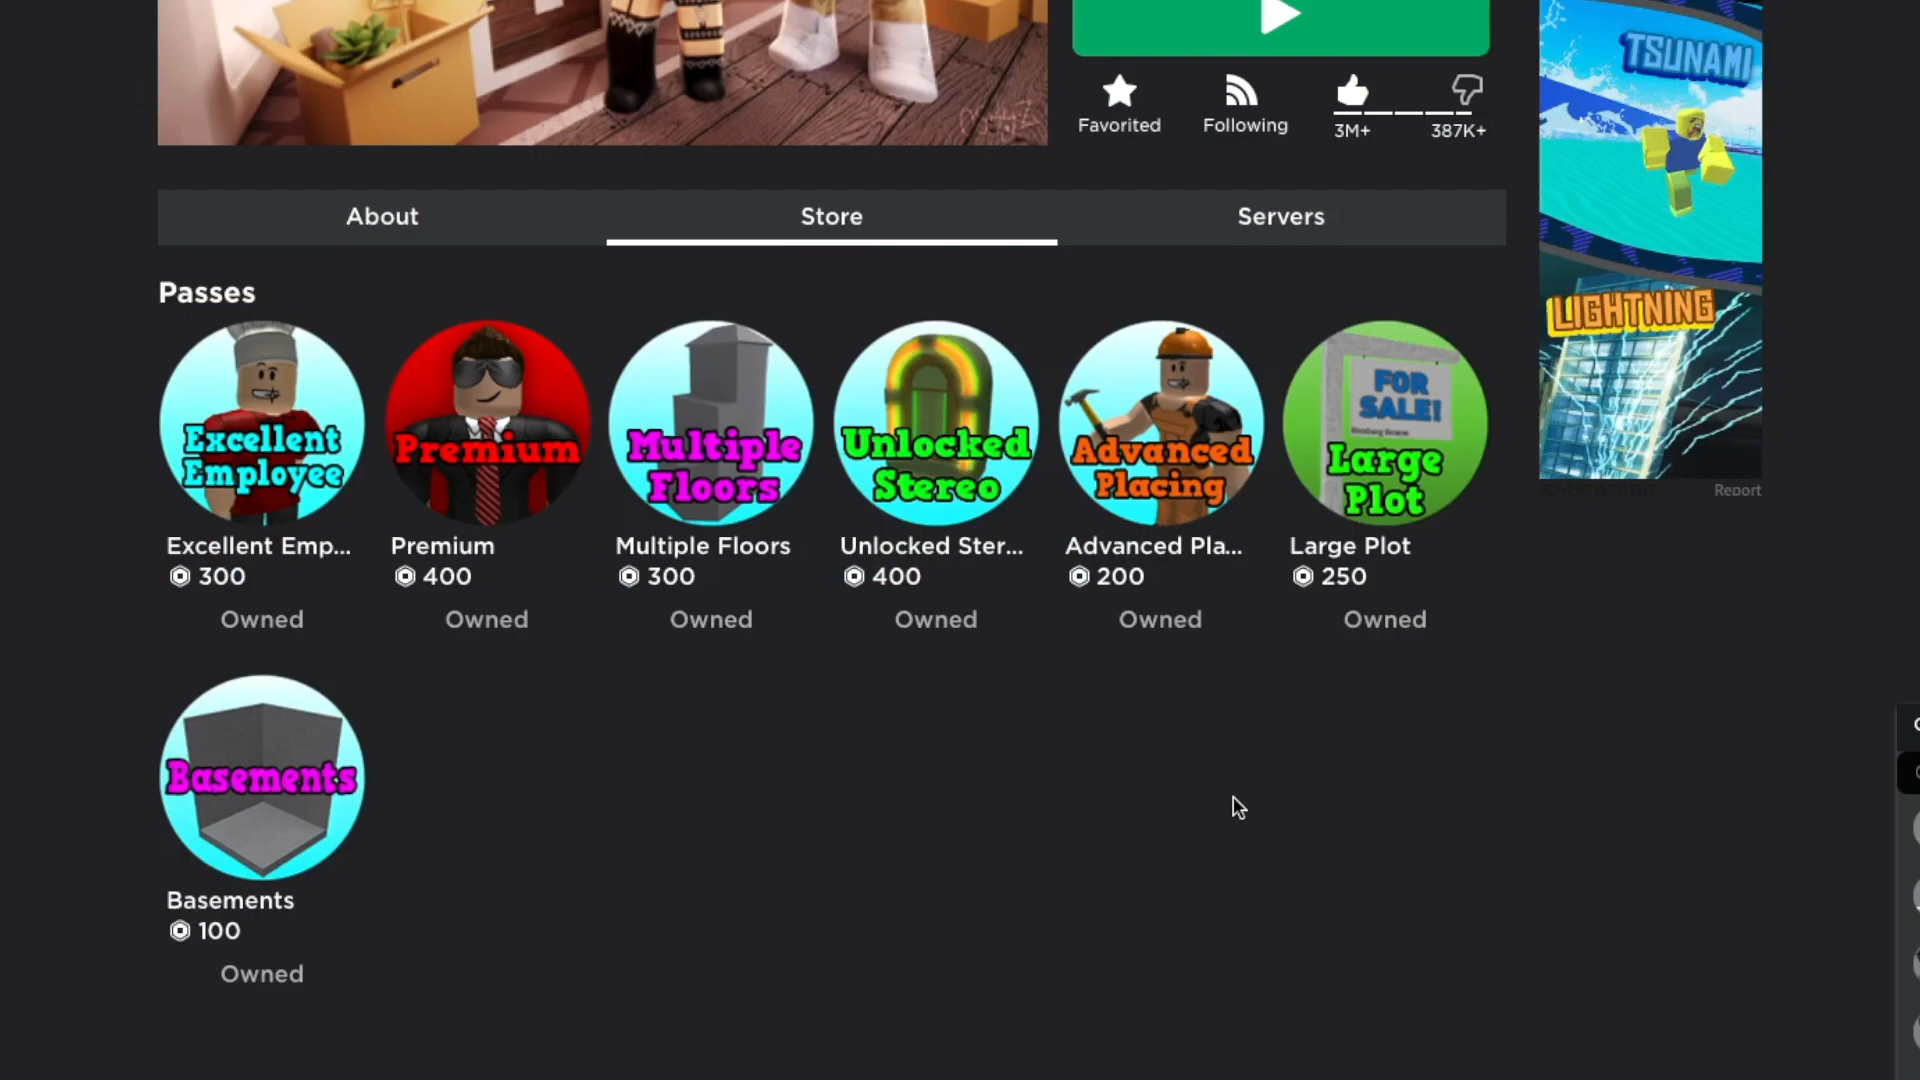 TSUNAMI
Favorited
Following
3M+
387K+
About
Store
Servers
LIGHTNING
ADVERTISEMENT
Report
Passes
Excellent
Employee
Premium
Multiple
Floors
Unlocked
Stereo
Advanced
Placing
FOR
SALE!
Large
Plot
Excellent Emp...
Premium
Multiple Floors
Unlocked Ster...
Advanced Pla...
Large Plot
300
400
300
400
200
250
Owned
Owned
Owned
Owned
Owned
Owned
Basements
Basements
100
Owned